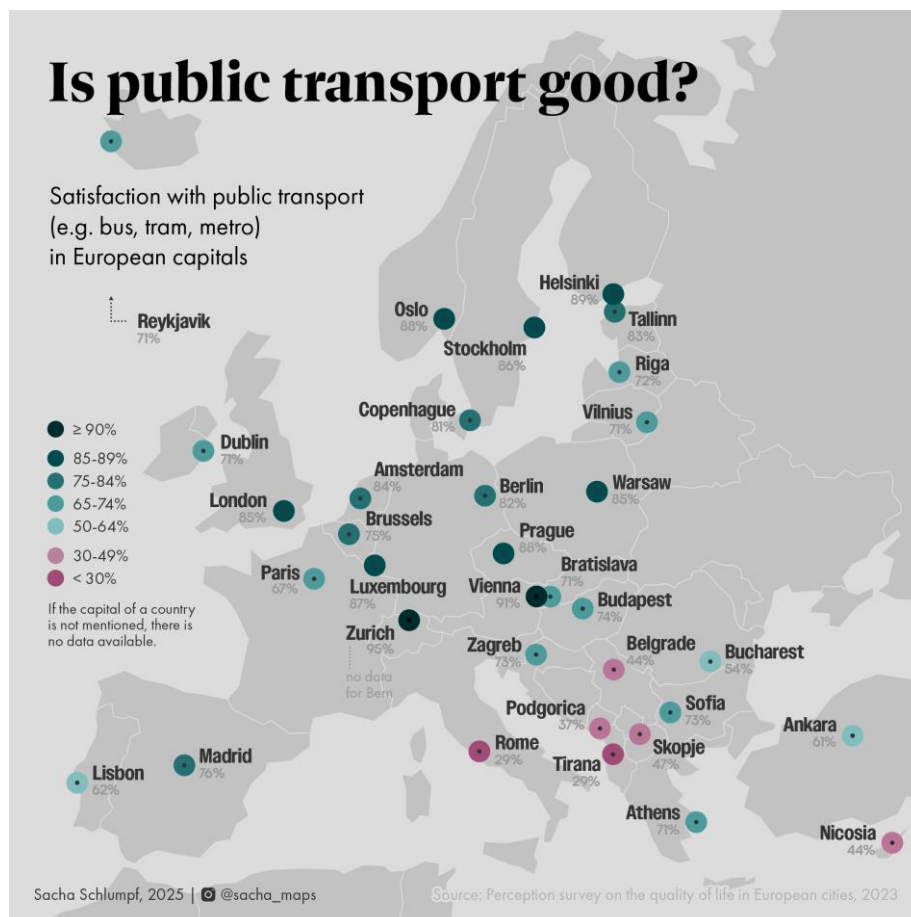 Is public transport good?
Satisfaction with public transport
(e.g. bus, tram, metro)
in European capitals
Reykjavik
71%
Helsinki
89%
Oslo
88%
Tallinn
83%
Stockholm
86%
Riga
72%
Copenhague
81%
Vilnius
71%
≥ 90%
85-89%
75-84%
65-74%
50-64%
30-49%
< 30%
If the capital of a country
is not mentioned, there is
no data available.
Dublin
71%
Amsterdam
84%
Berlin
82%
Warsaw
85%
London
85%
Brussels
75%
Prague
88%
Paris
67%
Luxembourg
87%
Bratislava
71%
Vienna
91%
Budapest
74%
Zurich
95%
no data
for Bern
Zagreb
73%
Belgrade
44%
Bucharest
54%
Podgorica
37%
Sofia
73%
Ankara
61%
Rome
29%
Skopje
47%
Tirana
29%
Madrid
76%
Lisbon
62%
Athens
71%
Nicosia
44%
Sacha Schlumpf, 2025 | @sacha_maps
Source: Perception survey on the quality of life in European cities, 2023